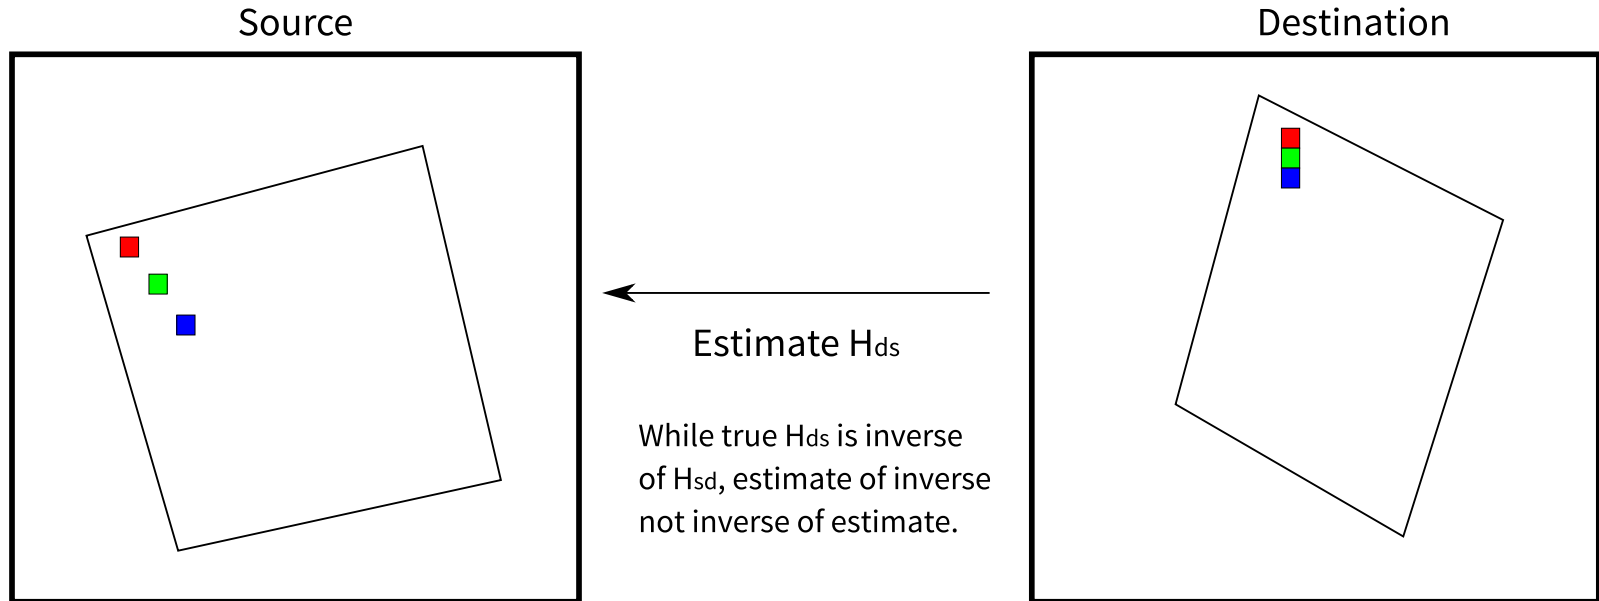 Source
Destination
Estimate Hds
While true Hds is inverse
of Hsd, estimate of inverse
not inverse of estimate.